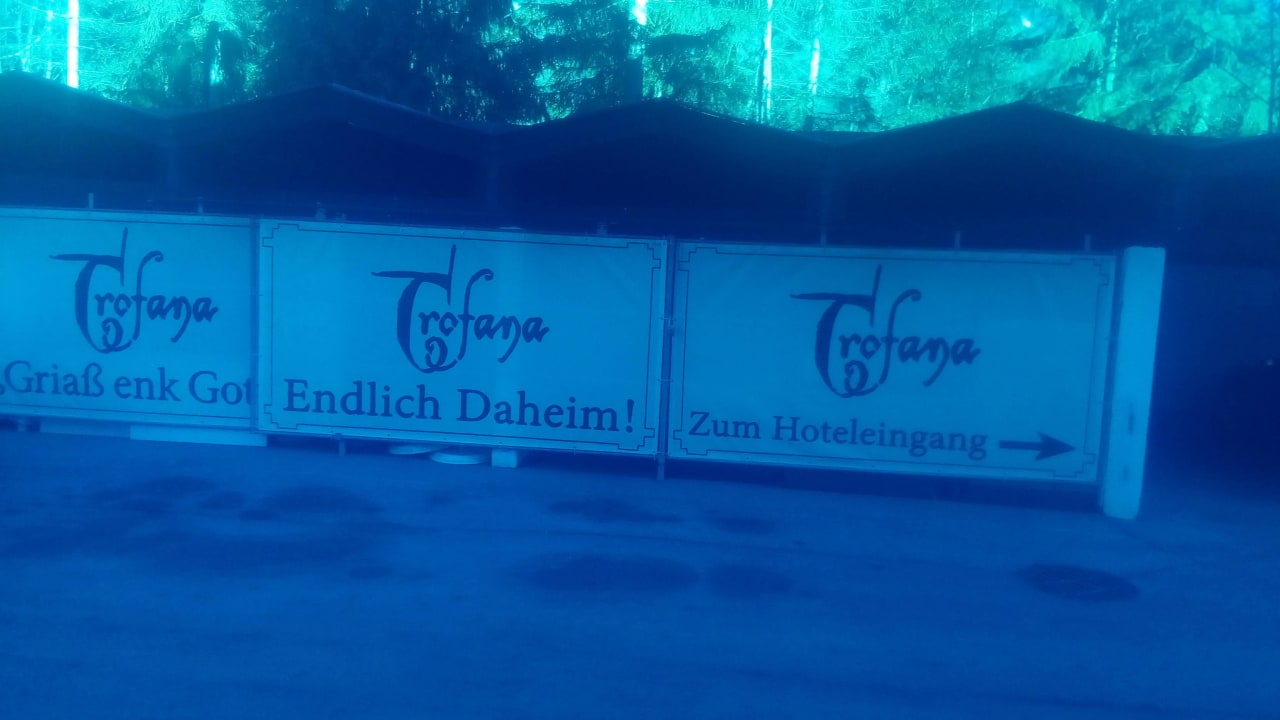 Trofana
„Griaß enk Got
Trofana
Endlich Daheim!
Trofana
Zum Hoteleingang